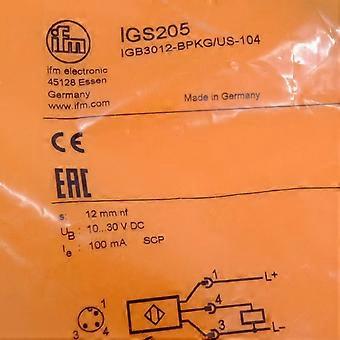 ifm
ifm electronic
45128 Essen
Germany
www.ifm.com
IGS205
IGB3012-BPKG/US-104
Made in Germany
CE
EAC
s: 12 mm nf
UB: 10...30 V DC
Ie: 100 mA SCP
1
4
3
1 L+
4
3 L–